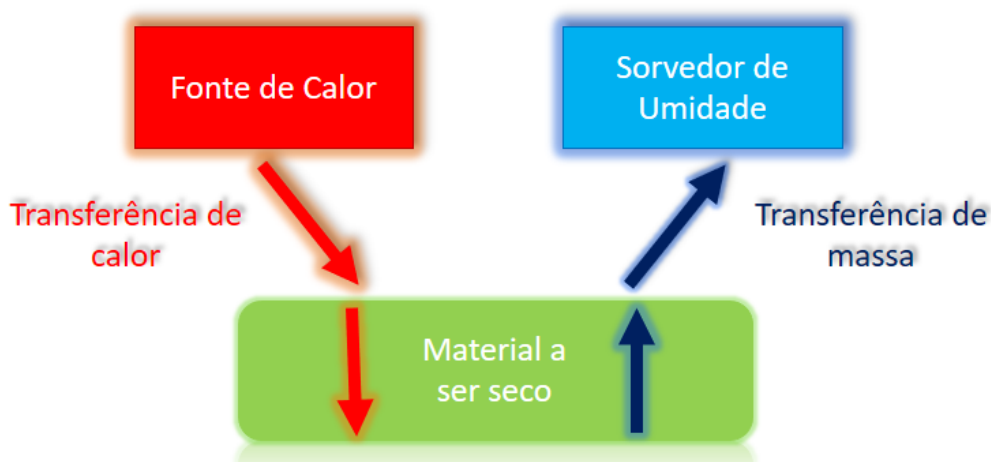 Fonte de Calor
Sorvedor de
Umidade
Transferência de
calor
Transferência de
massa
Material a
ser seco